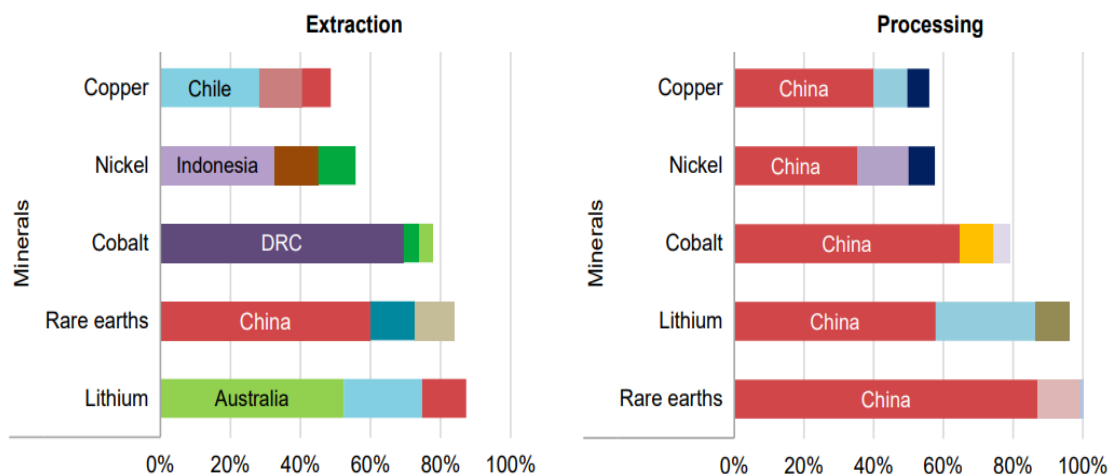 Extraction
Minerals
Copper
Chile
Nickel
Indonesia
Cobalt
DRC
Rare earths
China
Lithium
Australia
0% 20% 40% 60% 80% 100%
Processing
Minerals
Copper
China
Nickel
China
Cobalt
China
Lithium
China
Rare earths
China
0% 20% 40% 60% 80% 100%